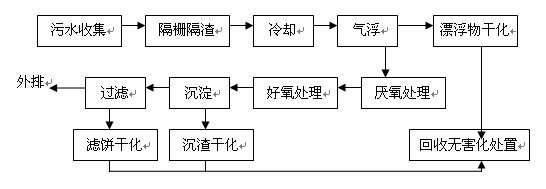 污水收集
隔栅隔渣
冷却
气浮
漂浮物干化
外排
过滤
沉淀
好氧处理
厌氧处理
滤饼干化
沉渣干化
回收无害化处置